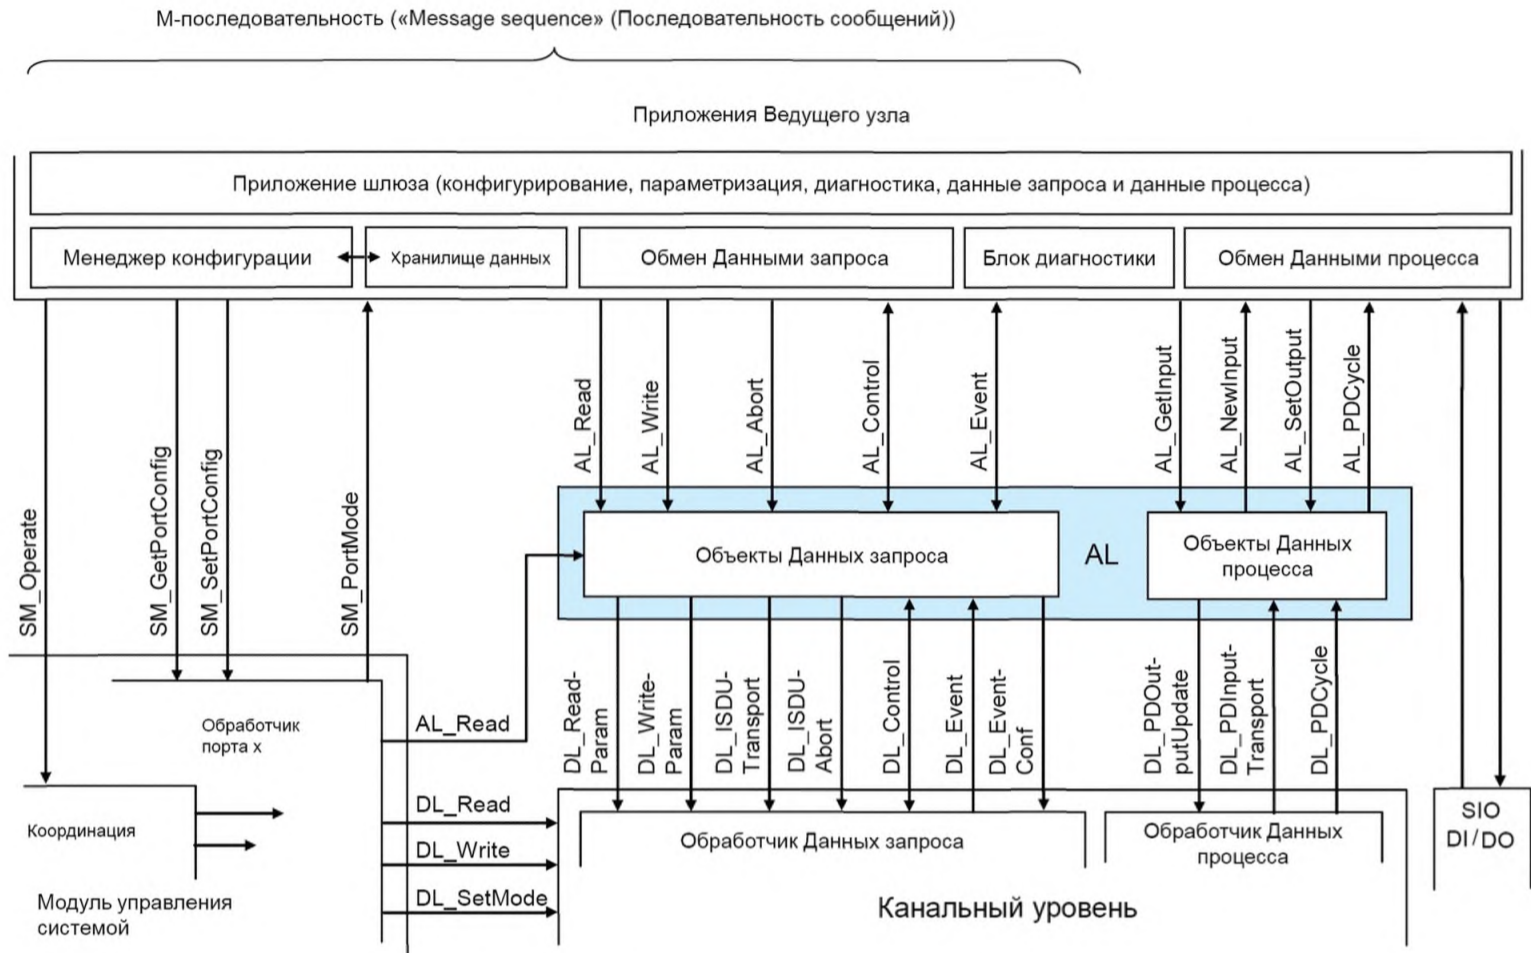 М-последовательность («Message sequence» (Последовательность сообщений))
Приложения Ведущего узла
Приложение шлюза (конфигурирование, параметризация, диагностика, данные запроса и данные процесса)
Менеджер конфигурации
Хранилище данных
Обмен Данными запроса
Блок диагностики
Обмен Данными процесса
SM_Operate
SM_GetPortConfig
SM_SetPortConfig
SM_PortMode
AL_Read
AL_Write
AL_Abort
AL_Control
AL_Event
AL_GetInput
AL_NewInput
AL_SetOutput
AL_PDCycle
Объекты Данных запроса
AL
Объекты Данных
процесса
Обработчик
порта x
AL_Read
DL_Read
DL_Write
DL_SetMode
Координация
Модуль управления
системой
DL_Read-
Param
DL_Write-
Param
DL_ISDU-
Transport
DL_ISDU-
Abort
DL_Control
DL_Event
DL_Event-
Conf
DL_PDOut-
putUpdate
DL_PDInput-
Transport
DL_PDCycle
Обработчик Данных запроса
Обработчик Данных
процесса
Канальный уровень
SIO
DI/DO